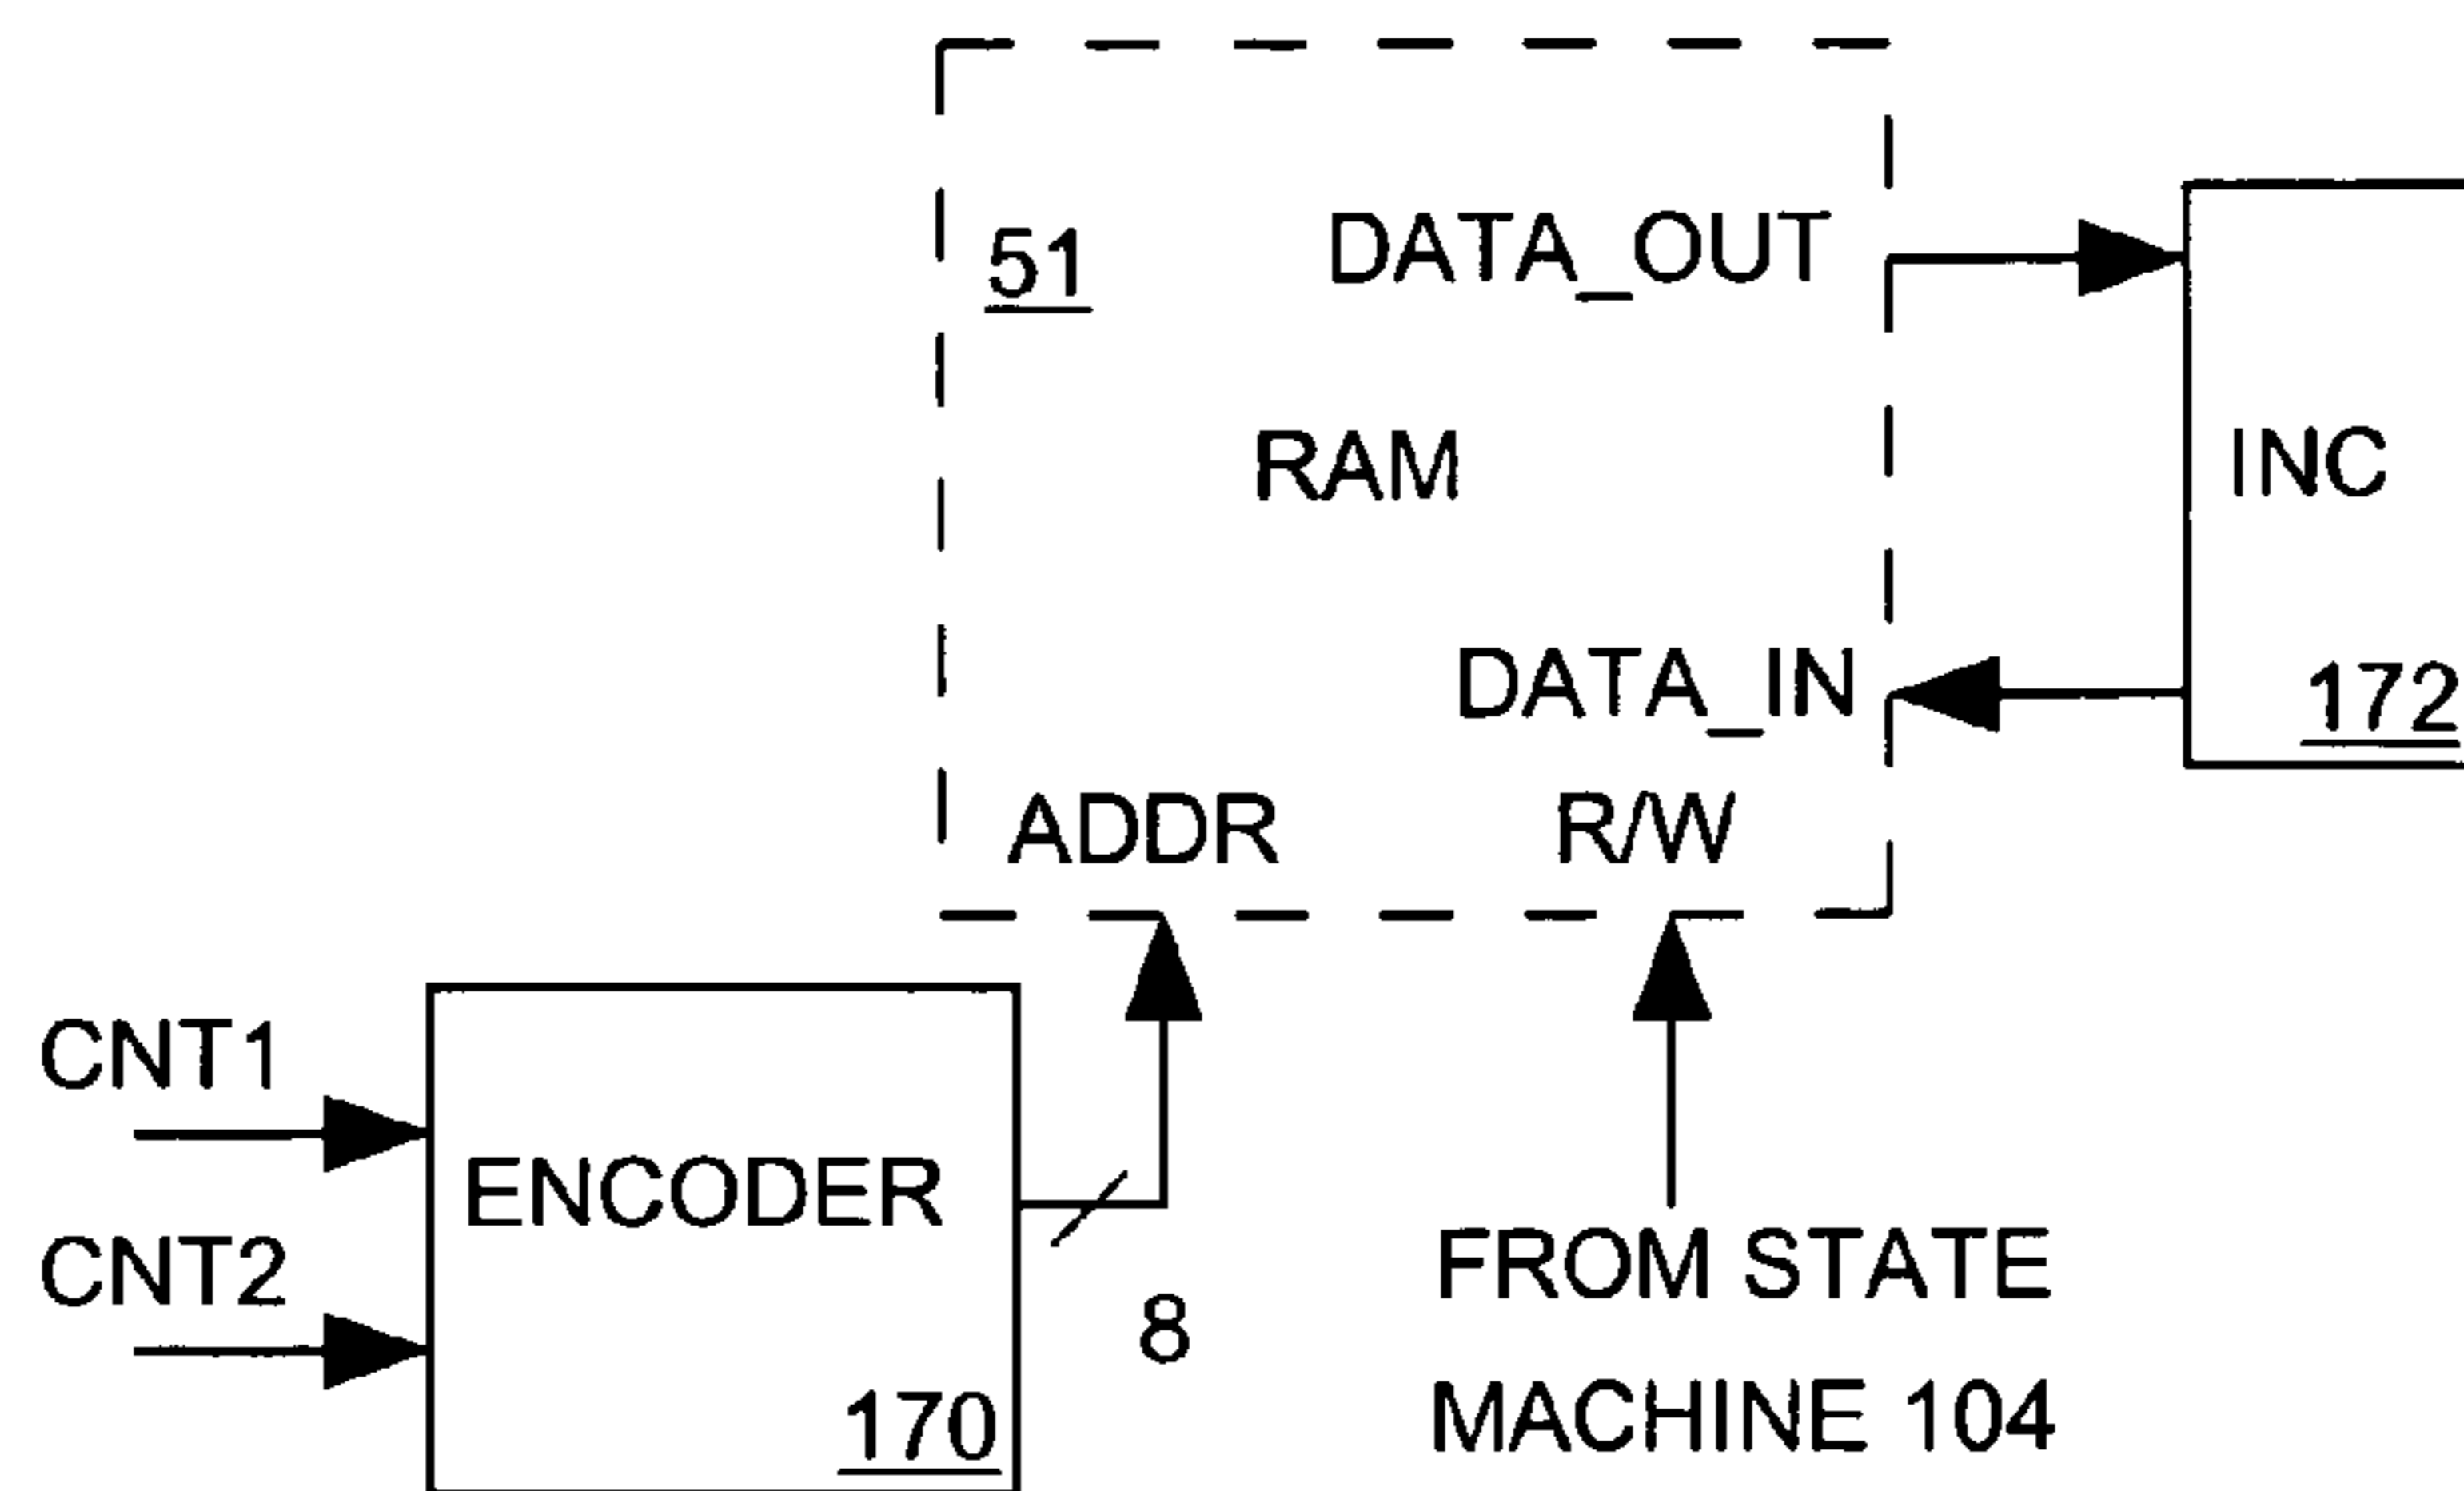 51
DATA_OUT
RAM
INC
DATA_IN
172
ADDR
R/W
CNT1
ENCODER
CNT2
8
170
FROM STATE
MACHINE 104